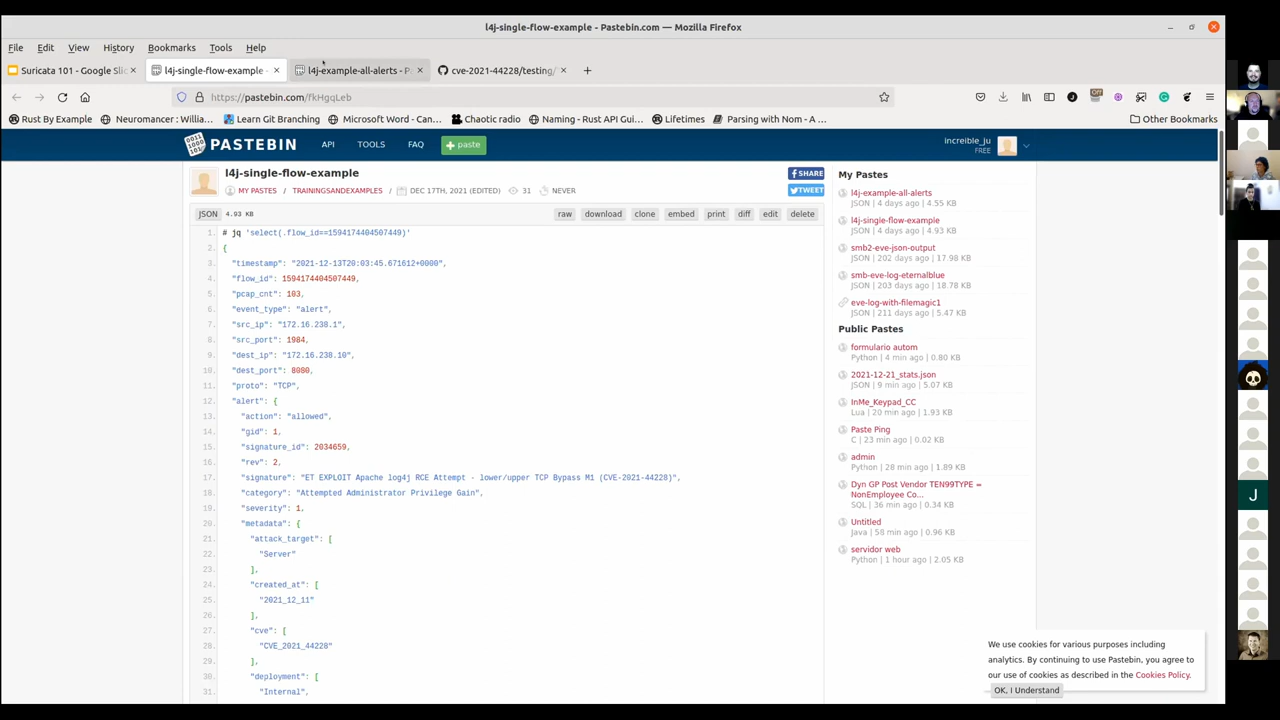 l4j-single-flow-example - Pastebin.com — Mozilla Firefox
File Edit View History Bookmarks Tools Help
Suricata 101 - Google Slid
l4j-single-flow-example -
l4j-example-all-alerts - P
cve-2021-44228/testing/
https://pastebin.com/fkHgqLeb
Off
Rust By Example
Neuromancer : Willia...
Learn Git Branching
Microsoft Word - Can...
Chaotic radio
Naming - Rust API Gui...
Lifetimes
Parsing with Nom - A ...
Other Bookmarks
PASTEBIN
API TOOLS FAQ paste
increible_ju
FREE
l4j-single-flow-example
MY PASTES / TRAININGSANDEXAMPLES DEC 17TH, 2021 (EDITED) 31 NEVER
SHARE
TWEET
JSON 4.93 KB
raw download clone embed print diff edit delete
1. # jq 'select(.flow_id==1594174404507449)'
2. {
3. "timestamp": "2021-12-13T20:03:45.671612+0000",
4. "flow_id": 1594174404507449,
5. "pcap_cnt": 103,
6. "event_type": "alert",
7. "src_ip": "172.16.238.1",
8. "src_port": 1984,
9. "dest_ip": "172.16.238.10",
10. "dest_port": 8080,
11. "proto": "TCP",
12. "alert": {
13. "action": "allowed",
14. "gid": 1,
15. "signature_id": 2034659,
16. "rev": 2,
17. "signature": "ET EXPLOIT Apache log4j RCE Attempt - lower/upper TCP Bypass M1 (CVE-2021-44228)",
18. "category": "Attempted Administrator Privilege Gain",
19. "severity": 1,
20. "metadata": {
21. "attack_target": [
22. "Server"
23. ],
24. "created_at": [
25. "2021_12_11"
26. ],
27. "cve": [
28. "CVE_2021_44228"
29. ],
30. "deployment": [
31. "Internal",
My Pastes
l4j-example-all-alerts
JSON | 4 days ago | 4.55 KB
l4j-single-flow-example
JSON | 4 days ago | 4.93 KB
smb2-eve-json-output
JSON | 202 days ago | 17.98 KB
smb-eve-log-eternalblue
JSON | 203 days ago | 18.78 KB
eve-log-with-filemagic1
JSON | 211 days ago | 5.47 KB
Public Pastes
formulario autom
Python | 4 min ago | 0.80 KB
2021-12-21_stats.json
JSON | 9 min ago | 5.07 KB
InMe_Keypad_CC
Lua | 20 min ago | 1.93 KB
Paste Ping
C | 23 min ago | 0.02 KB
admin
Python | 28 min ago | 1.89 KB
Dyn GP Post Vendor TEN99TYPE =
NonEmployee Co...
SQL | 36 min ago | 0.34 KB
Untitled
Java | 58 min ago | 0.96 KB
servidor web
Python | 1 hour ago | 2.05 KB
We use cookies for various purposes including
analytics. By continuing to use Pastebin, you agree to
our use of cookies as described in the Cookies Policy.
OK, I Understand
J